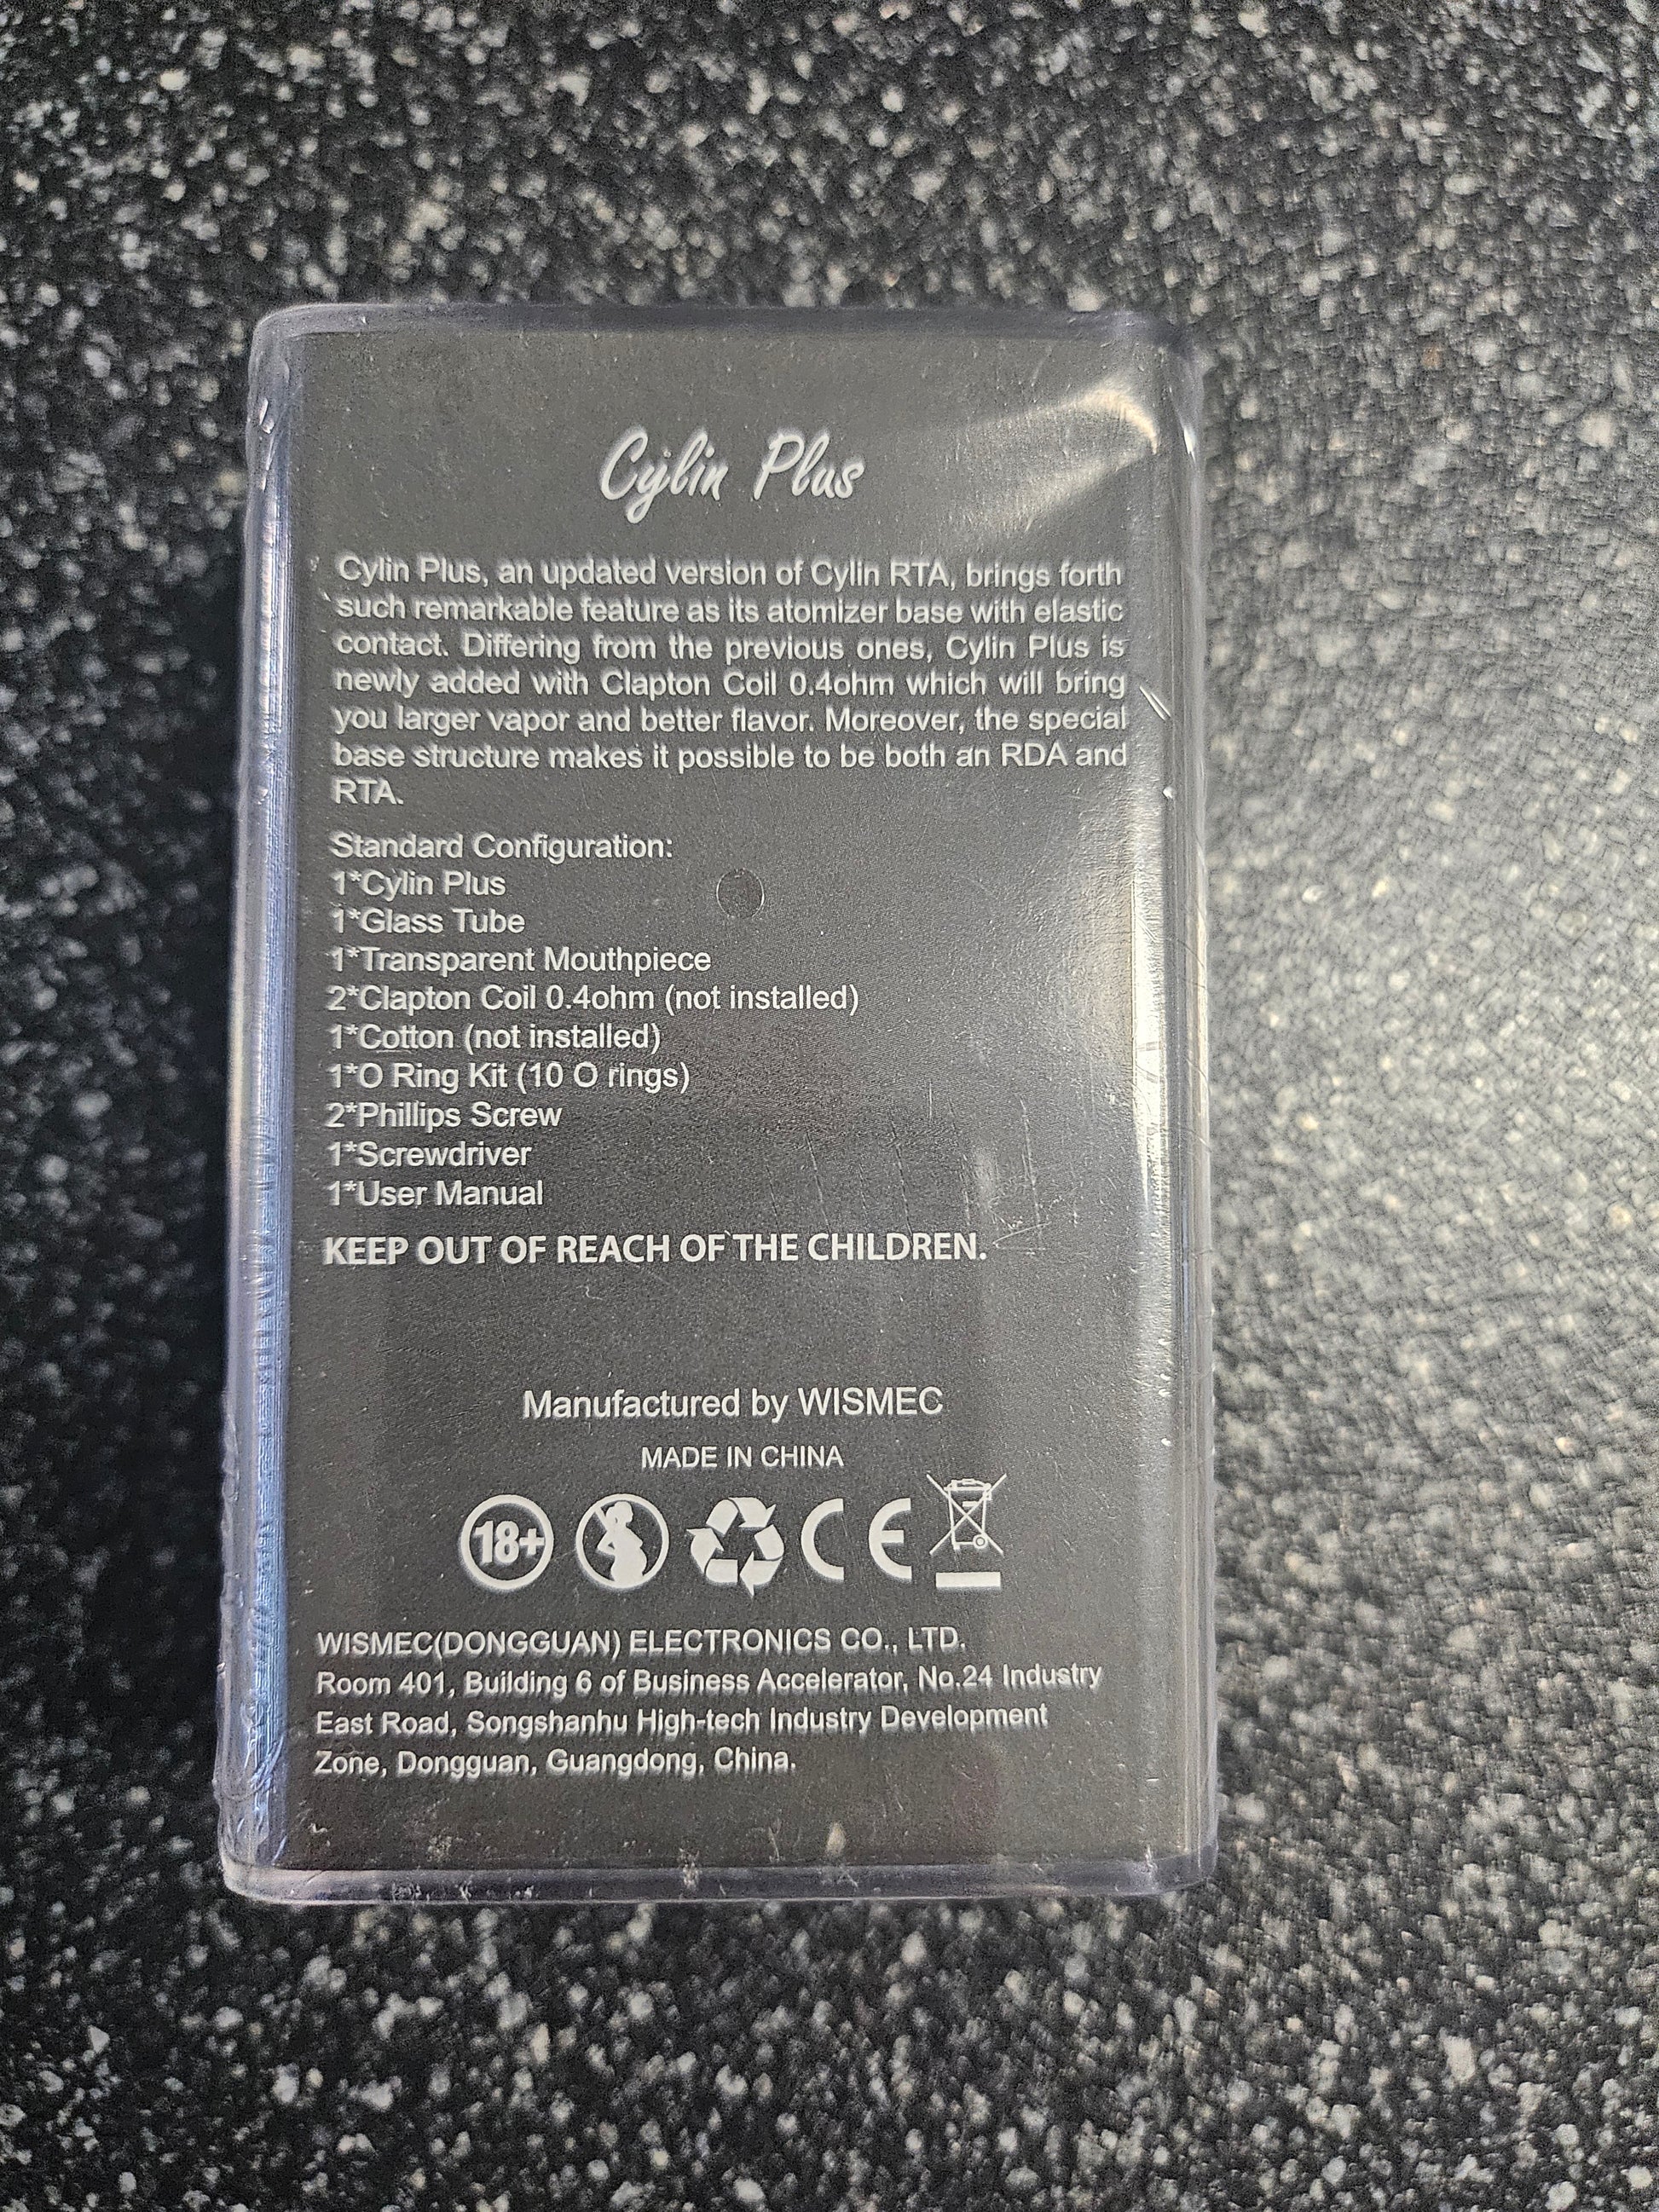 Cylin Plus
Cylin Plus, an updated version of Cylin RTA, brings forth
such remarkable feature as its atomizer base with elastic
contact. Differing from the previous ones, Cylin Plus is
newly added with Clapton Coil 0.4ohm which will bring
you larger vapor and better flavor. Moreover, the special
base structure makes it possible to be both an RDA and
RTA.
Standard Configuration:
1*Cylin Plus
1*Glass Tube
1*Transparent Mouthpiece
2*Clapton Coil 0.4ohm (not installed)
1*Cotton (not installed)
1*O Ring Kit (10 O rings)
2*Phillips Screw
1*Screwdriver
1*User Manual
KEEP OUT OF REACH OF THE CHILDREN.
Manufactured by WISMEC
MADE IN CHINA
18+ CE
WISMEC(DONGGUAN) ELECTRONICS CO., LTD.
Room 401, Building 6 of Business Accelerator, No.24 Industry
East Road, Songshanhu High-tech Industry Development
Zone, Dongguan, Guangdong, China.